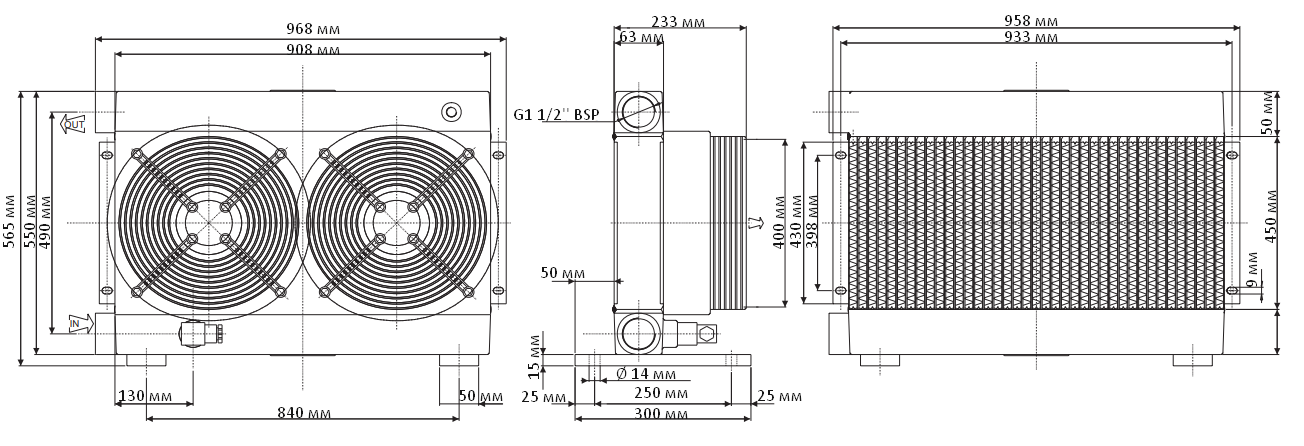 968 мм
908 мм
OUT
565 мм
550 мм
490 мм
IN
130 мм
50 мм
840 мм
233 мм
63 мм
G1 1/2'' BSP
50 мм
400 мм
430 мм
398 мм
15 мм
Ø 14 мм
25 мм
250 мм
25 мм
300 мм
958 мм
933 мм
50 мм
450 мм
9 мм